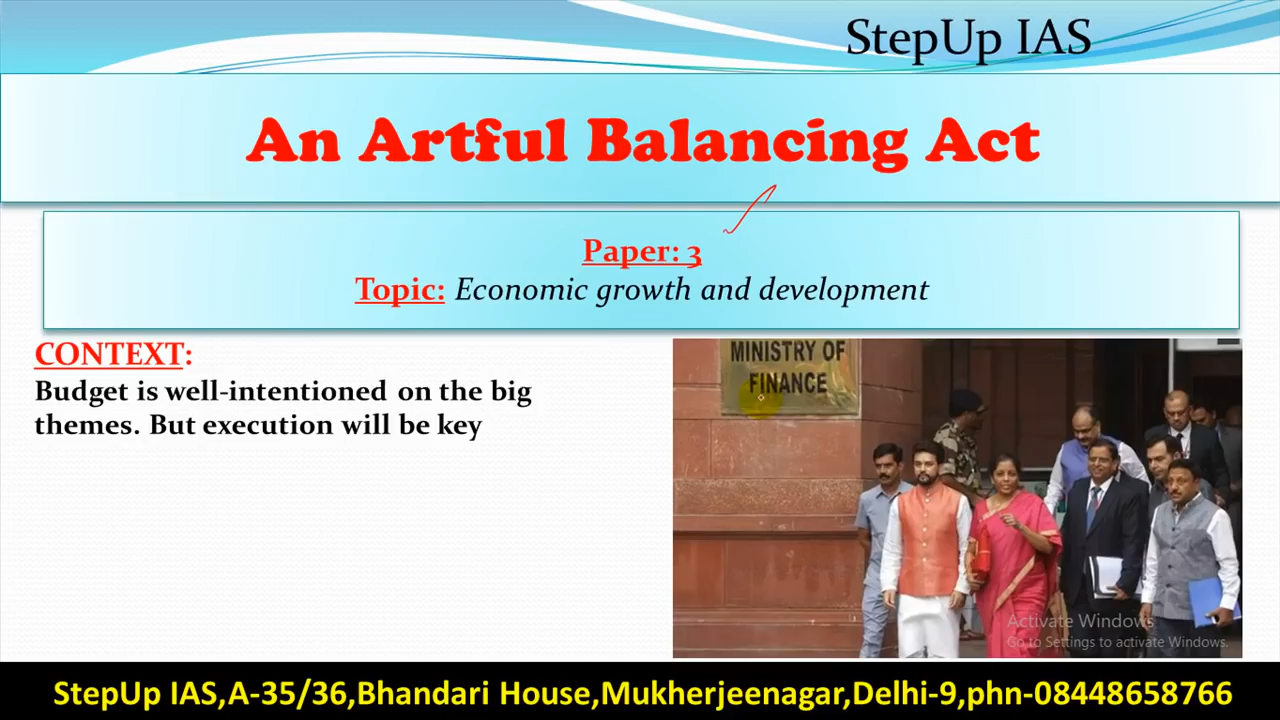 StepUp IAS
An Artful Balancing Act
Paper: 3
Topic: Economic growth and development
CONTEXT:
Budget is well-intentioned on the big
themes. But execution will be key
MINISTRY OF
FINANCE
Activate Windows
Go to Settings to activate Windows.
StepUp IAS,A-35/36,Bhandari House,Mukherjeenagar,Delhi-9,phn-08448658766